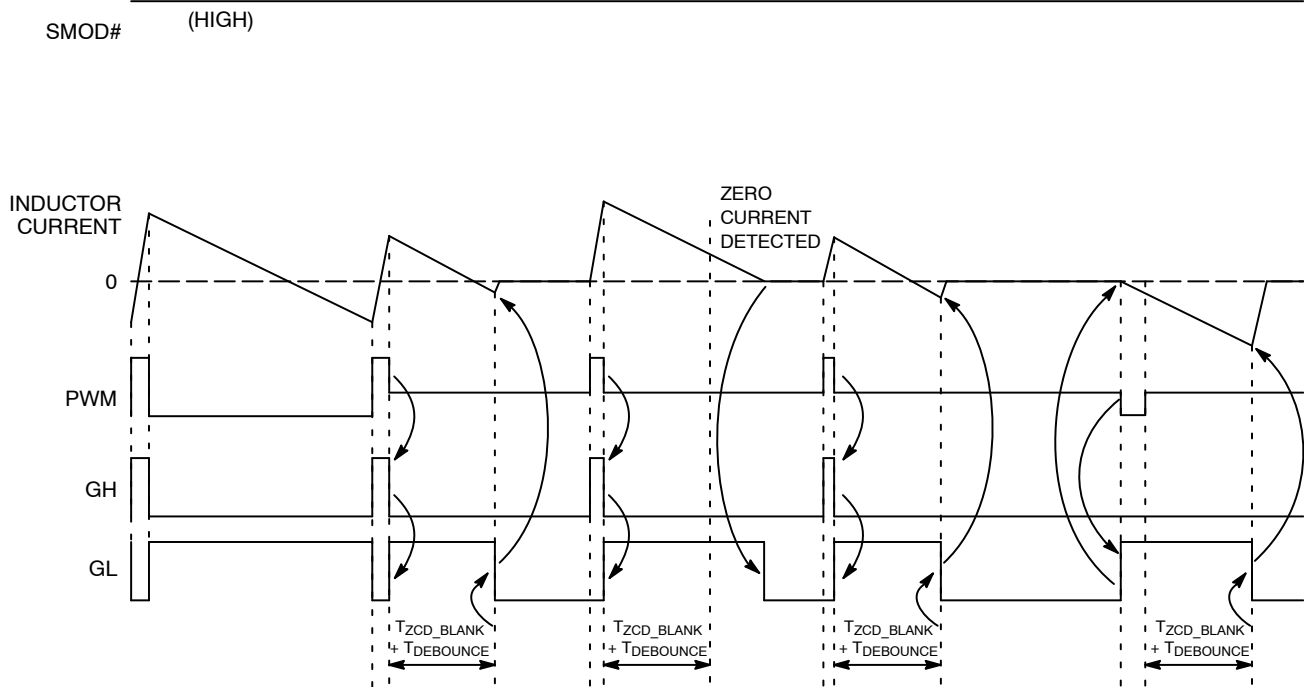 (HIGH)
SMOD#
ZERO
CURRENT
DETECTED
INDUCTOR
CURRENT
0
PWM
GH
GL
TZCD_BLANK
+ TDEBOUNCE
TZCD_BLANK
+ TDEBOUNCE
TZCD_BLANK
+ TDEBOUNCE
TZCD_BLANK
+ TDEBOUNCE